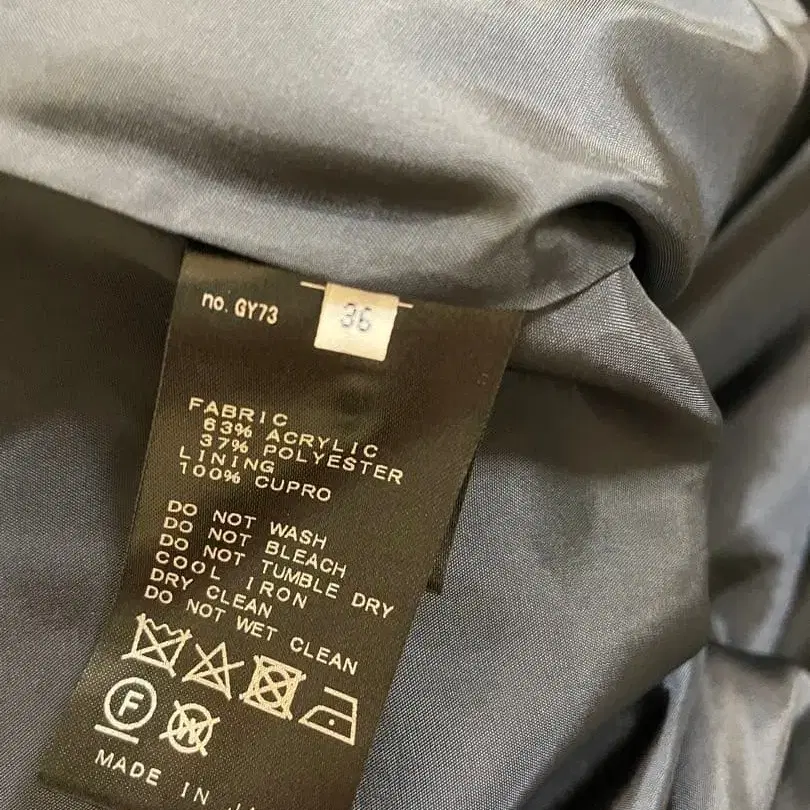 no. GY73
36
FABRIC
63% ACRYLIC
37% POLYESTER
LINING
100% CUPRO
DO NOT WASH
DO NOT BLEACH
DO NOT TUMBLE DRY
COOL IRON
DRY CLEAN
DO NOT WET CLEAN
F
W
MADE IN